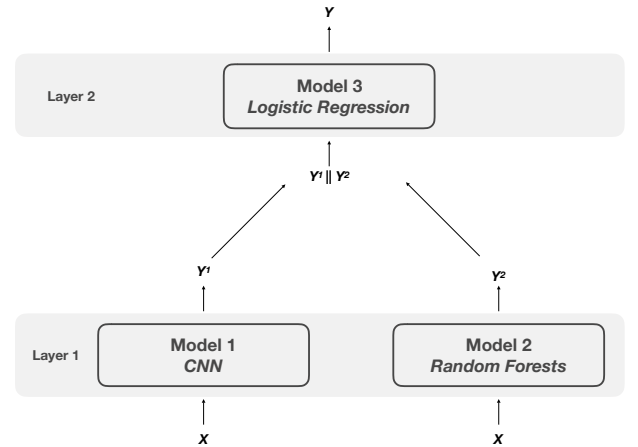 Y
Layer 2
Model 3
Logistic Regression
Y¹ || Y²
Y¹
Y²
Layer 1
Model 1
CNN
Model 2
Random Forests
X
X